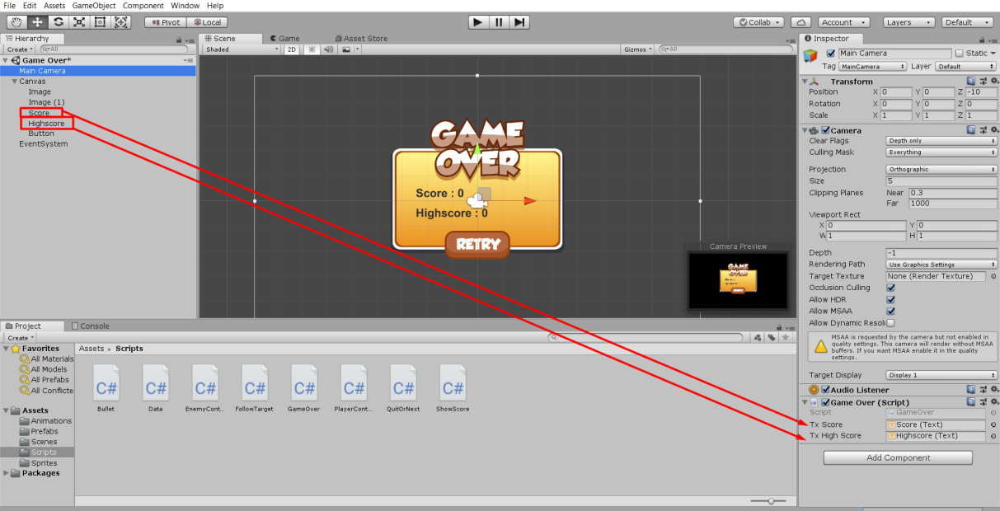 File Edit Assets GameObject Component Window Help
Pivot Local Collab Account Layers Default
Hierarchy
Create All
Game Over*
Main Camera
Canvas
Image
Image (1)
Score
Highscore
Button
EventSystem
Scene Game Asset Store
Shaded 2D Gizmos All
GAME
OVER
Score : 0
Highscore : 0
RETRY
Camera Preview
Inspector
Main Camera Static
Tag MainCamera Layer Default
Transform
Position X 0 Y 0 Z -10
Rotation X 0 Y 0 Z 0
Scale X 1 Y 1 Z 1
Camera
Clear Flags Depth only
Culling Mask Everything
Projection Orthographic
Size 5
Clipping Planes Near 0.3
Far 1000
Viewport Rect
X 0 Y 0
W 1 H 1
Depth -1
Rendering Path Use Graphics Settings
Target Texture None (Render Texture)
Occlusion Culling
Allow HDR
Allow MSAA
Allow Dynamic Resol
MSAA is requested by the camera but not enabled in
quality settings. This camera will render without MSAA
buffers. If you want MSAA enable it in the quality
settings.
Target Display Display 1
Audio Listener
Game Over (Script)
Script GameOver
Tx Score Score (Text)
Tx High Score Highscore (Text)
Add Component
Project Console
Create
Favorites
All Materials
All Models
All Prefabs
All Conflicte
Assets
Animations
Prefabs
Scenes
Scripts
Sprites
Packages
Assets Scripts
C# C# C# C# C# C# C# C#
Bullet Data EnemyCont... FollowTarget GameOver PlayerCont... QuitOrNext ShowScore